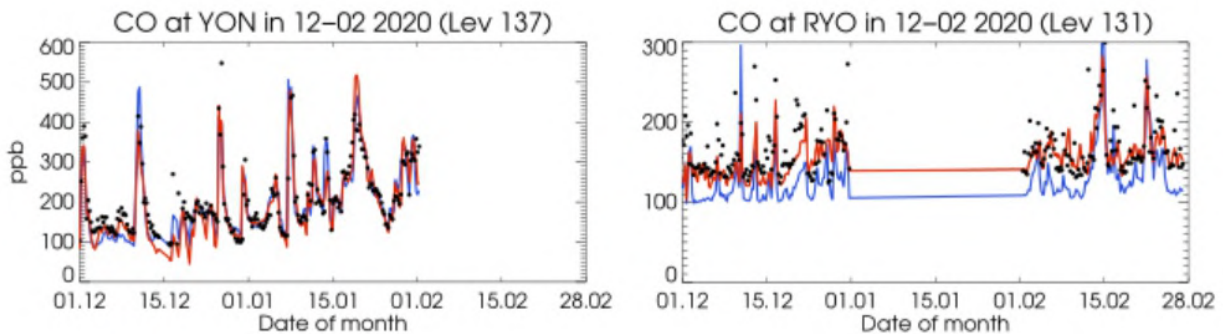 CO at YON in 12-02 2020 (Lev 137)
600
500
400
300
200
100
0
ppb
01.12 15.12 01.01 15.01 01.02 15.02 28.02
Date of month
CO at RYO in 12-02 2020 (Lev 131)
300
200
100
0
01.12 15.12 01.01 15.01 01.02 15.02 28.02
Date of month